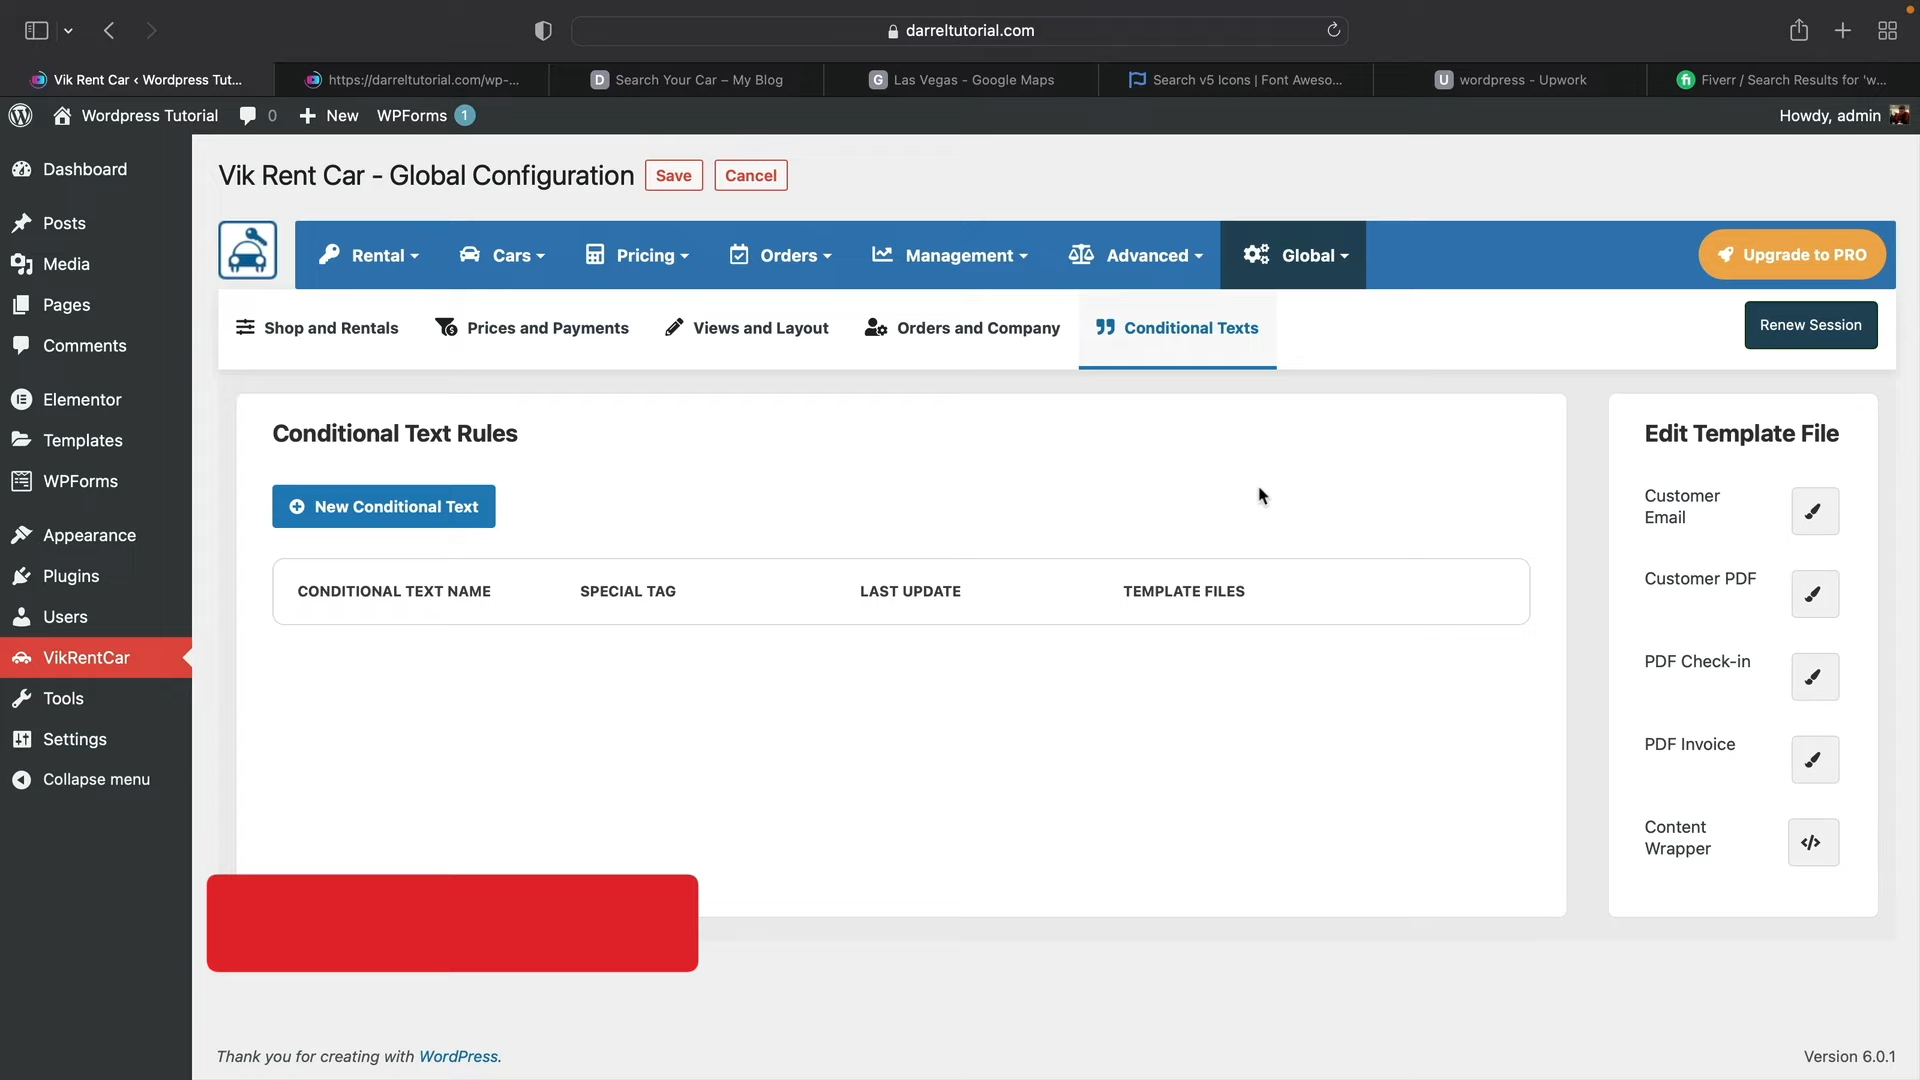 darreltutorial.com
Vik Rent Car ‹ Wordpress Tut...
https://darreltutorial.com/wp-...
D Search Your Car – My Blog
G Las Vegas - Google Maps
Search v5 Icons | Font Aweso...
U wordpress - Upwork
fi Fiverr / Search Results for 'w...
Wordpress Tutorial
0
New
WPForms 1
Howdy, admin
Dashboard
Posts
Media
Pages
Comments
Elementor
Templates
WPForms
Appearance
Plugins
Users
VikRentCar
Tools
Settings
Collapse menu
Vik Rent Car - Global Configuration
Save
Cancel
Rental
Cars
Pricing
Orders
Management
Advanced
Global
Upgrade to PRO
Shop and Rentals
Prices and Payments
Views and Layout
Orders and Company
Conditional Texts
Renew Session
Conditional Text Rules
New Conditional Text
CONDITIONAL TEXT NAME
SPECIAL TAG
LAST UPDATE
TEMPLATE FILES
Edit Template File
Customer
Email
Customer PDF
PDF Check-in
PDF Invoice
Content
Wrapper
Thank you for creating with WordPress.
Version 6.0.1